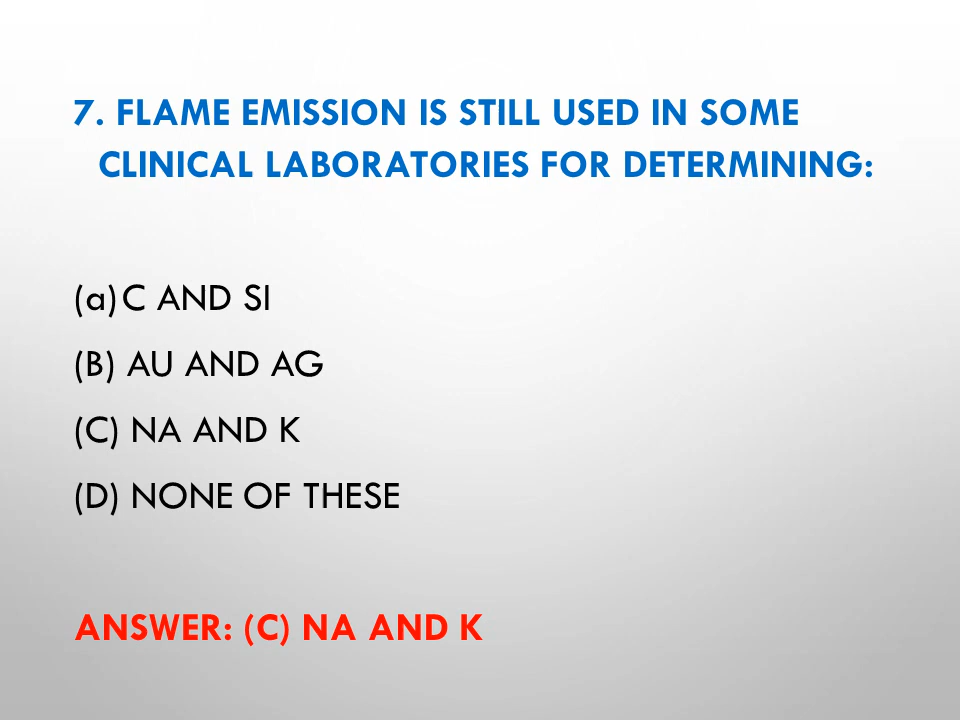 7. FLAME EMISSION IS STILL USED IN SOME
CLINICAL LABORATORIES FOR DETERMINING:
(a) C AND SI
(B) AU AND AG
(C) NA AND K
(D) NONE OF THESE
ANSWER: (C) NA AND K